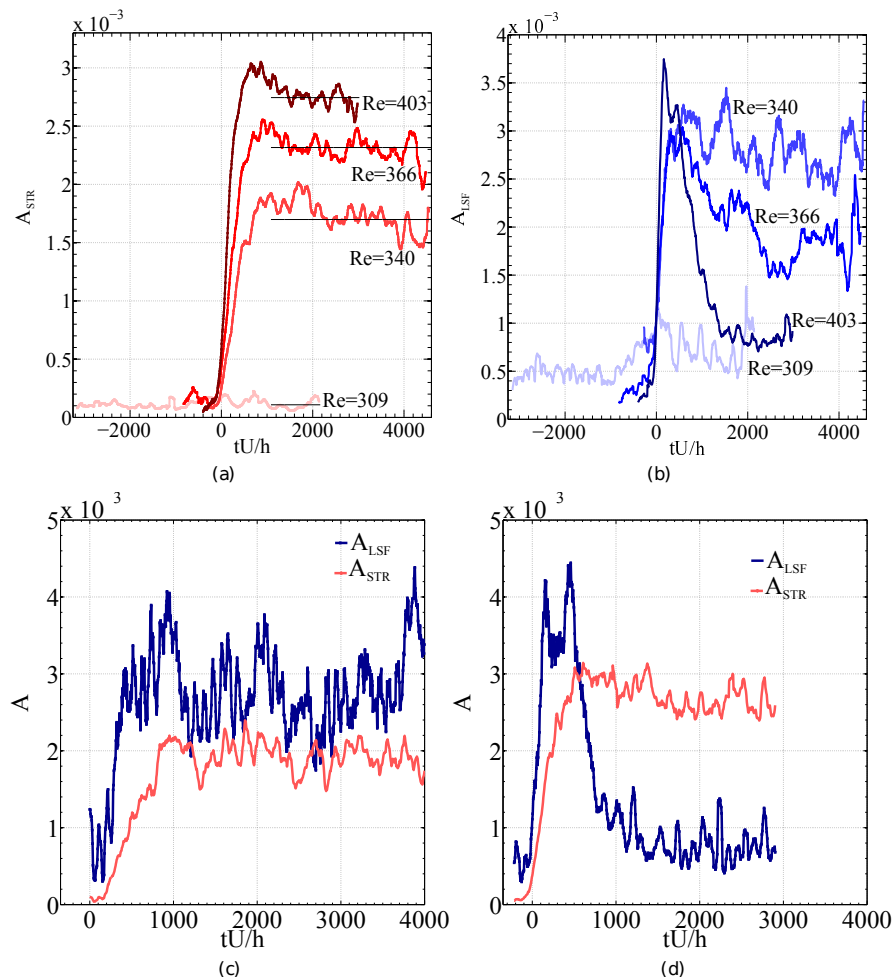 x 10⁻³
3
2.5
2
1.5
1
0.5
0
A_STR
Re=403
Re=366
Re=340
Re=309
−2000
0
2000
4000
tU/h
(a)
x 10⁻³
4
3.5
3
2.5
2
1.5
1
0.5
0
A_LSF
Re=340
Re=366
Re=403
Re=309
−2000
0
2000
4000
tU/h
(b)
x 10 ³
5
4
3
2
1
0
A
A_LSF
A_STR
0
1000
2000
3000
4000
tU/h
(c)
x 10 ³
5
4
3
2
1
0
A
A_LSF
A_STR
0
1000
2000
3000
4000
tU/h
(d)